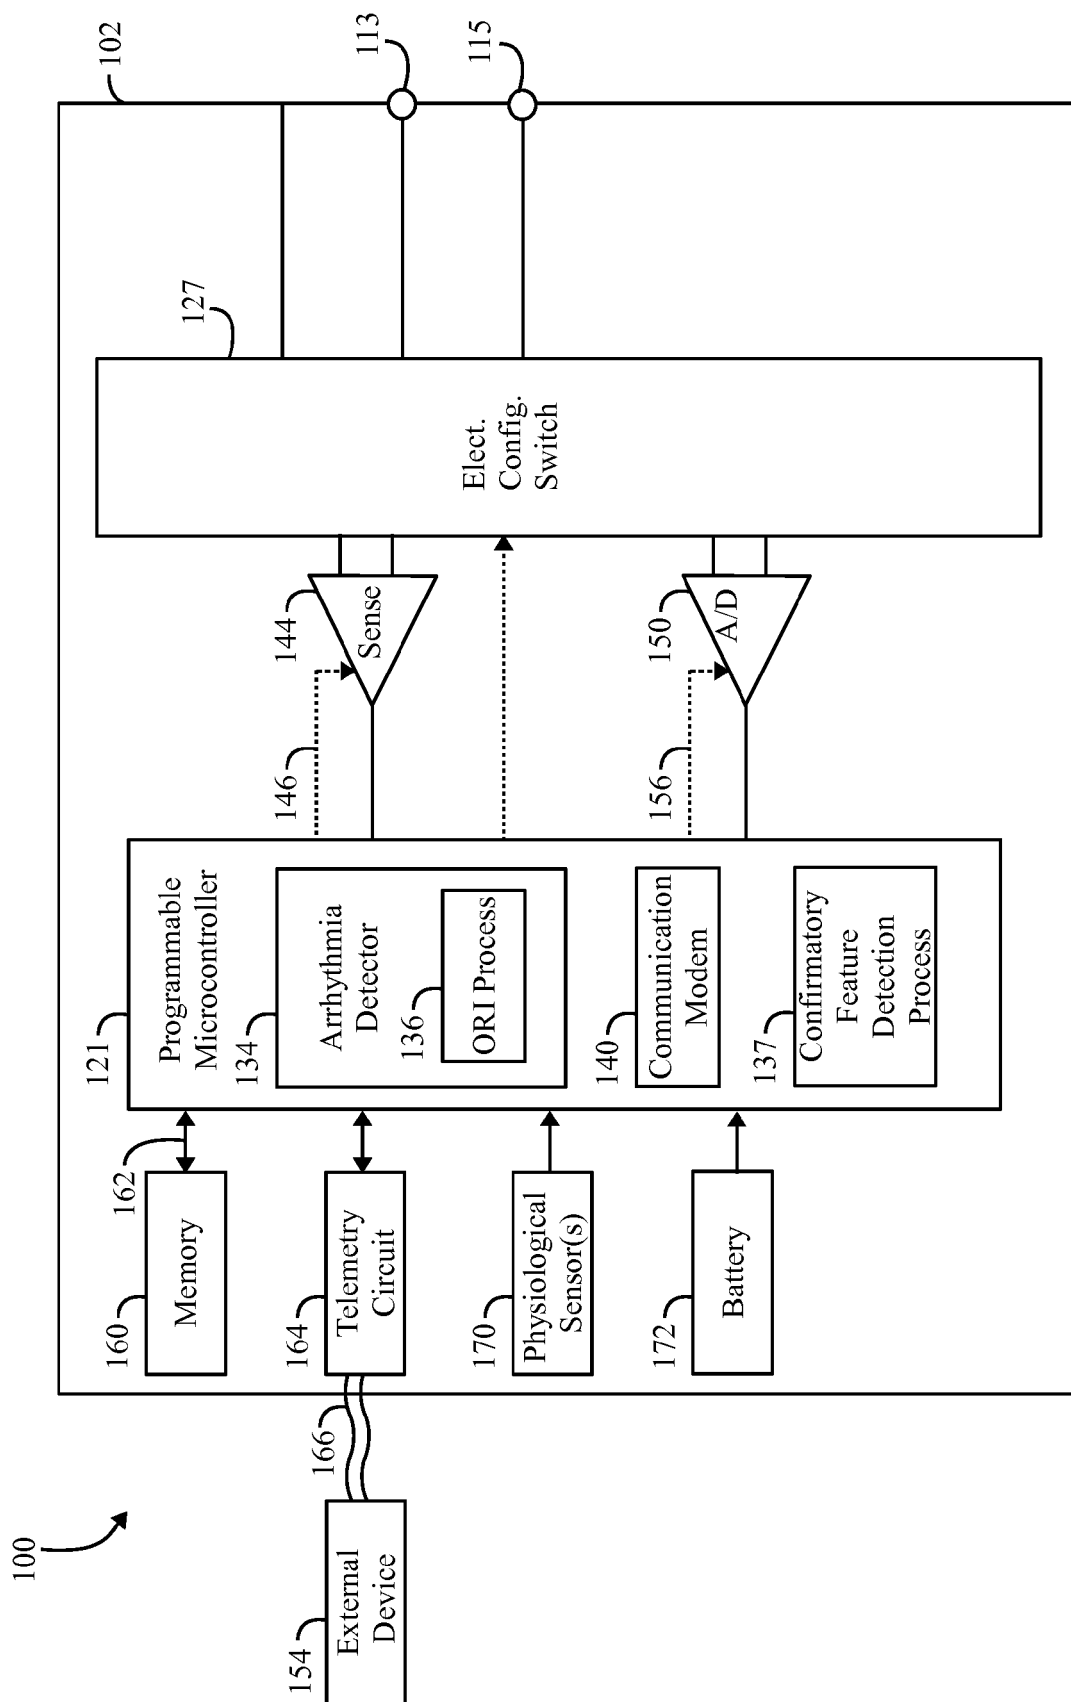 100
102
113
115
127
Elect.
Config.
Switch
144
Sense
146
150
A/D
156
121
Programmable
Microcontroller
134
Arrhythmia
Detector
136
ORI Process
140
Communication
Modem
137
Confirmatory
Feature
Detection
Process
162
160
Memory
164
Telemetry
Circuit
170
Physiological
Sensor(s)
172
Battery
166
154
External
Device